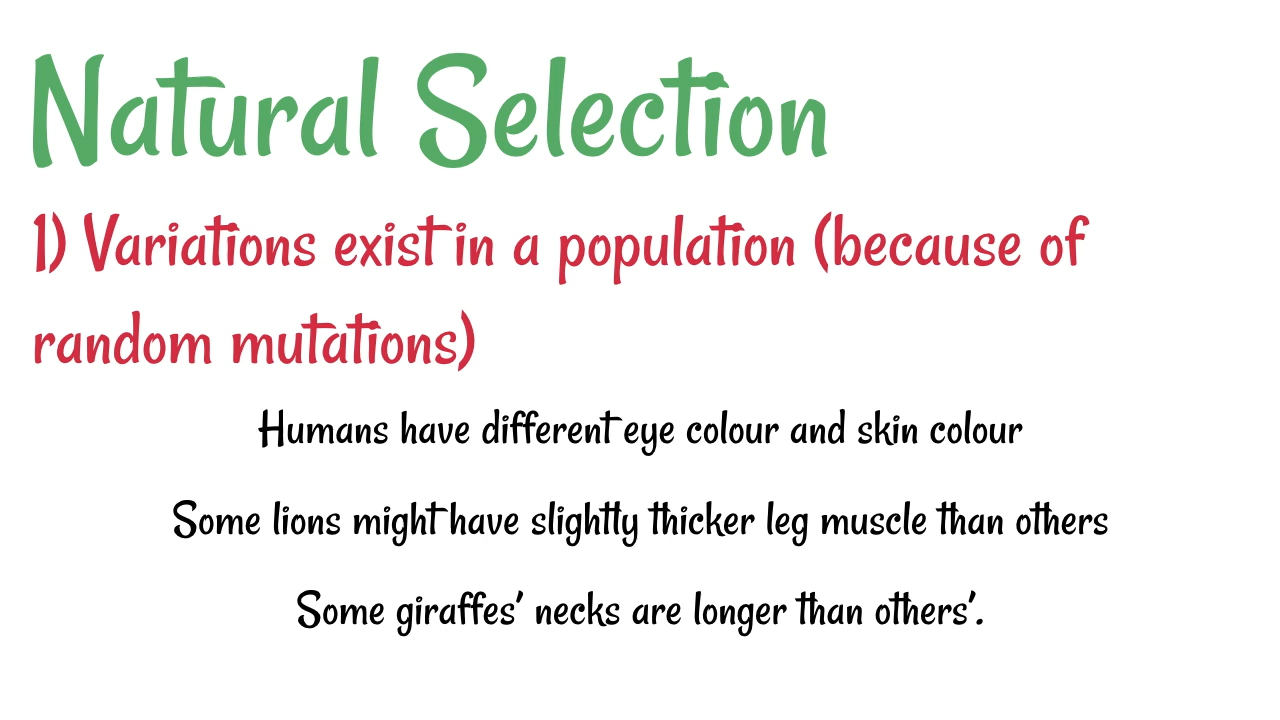 Natural Selection
1) Variations exist in a population (because of
random mutations)
Humans have different eye colour and skin colour
Some lions might have slightly thicker leg muscle than others
Some giraffes’ necks are longer than others’.